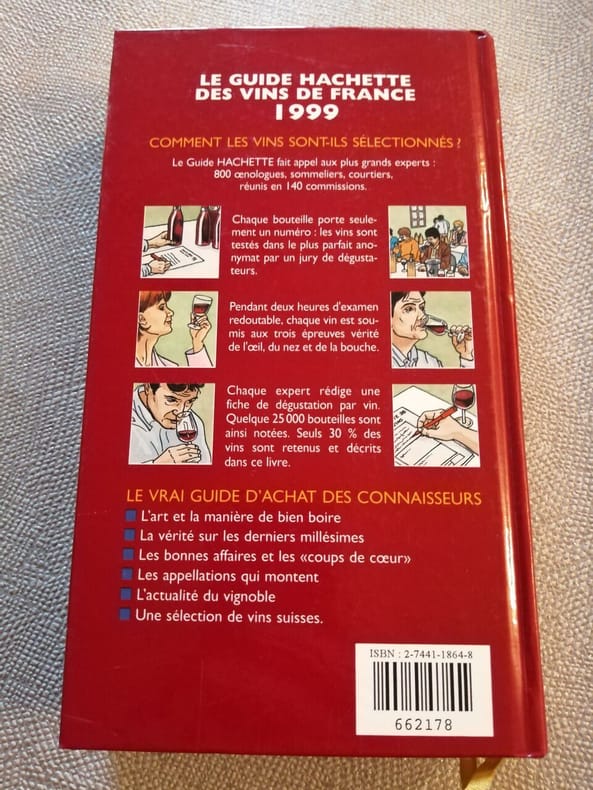 LE GUIDE HACHETTE
DES VINS DE FRANCE
1999
COMMENT LES VINS SONT-ILS SÉLECTIONNÉS ?
Le Guide HACHETTE fait appel aux plus grands experts :
800 œnologues, sommeliers, courtiers,
réunis en 140 commissions.
Chaque bouteille porte seule-
ment un numéro : les vins sont
testés dans le plus parfait ano-
nymat par un jury de dégusta-
teurs.
Pendant deux heures d'examen
redoutable, chaque vin est sou-
mis aux trois épreuves vérité
de l'œil, du nez et de la bouche.
Chaque expert rédige une
fiche de dégustation par vin.
Quelque 25 000 bouteilles sont
ainsi notées. Seuls 30 % des
vins sont retenus et décrits
dans ce livre.
LE VRAI GUIDE D'ACHAT DES CONNAISSEURS
L'art et la manière de bien boire
La vérité sur les derniers millésimes
Les bonnes affaires et les «coups de cœur»
Les appellations qui montent
L'actualité du vignoble
Une sélection de vins suisses.
ISBN : 2-7441-1864-8
662178